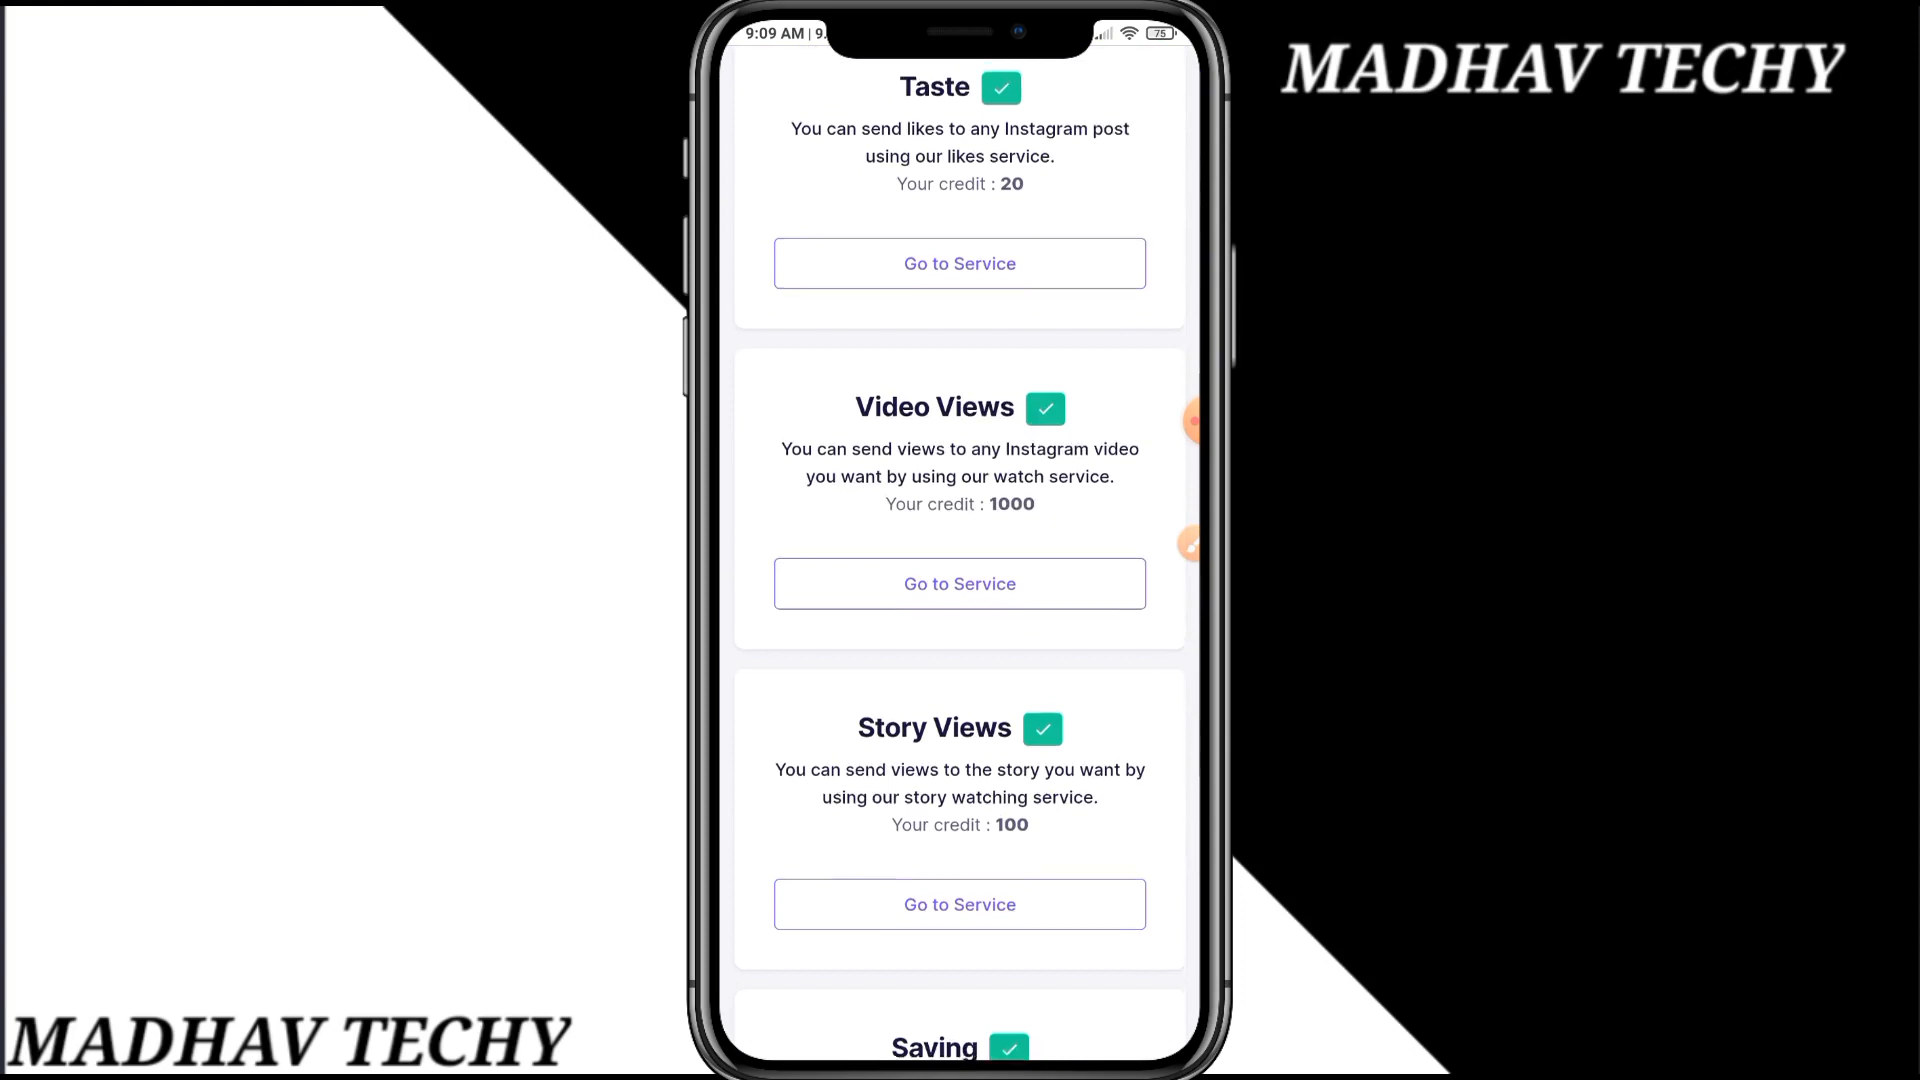 MADHAV TECHY
9:09 AM | 9.
75
Taste
You can send likes to any Instagram post
using our likes service.
Your credit : 20
Go to Service
Video Views
You can send views to any Instagram video
you want by using our watch service.
Your credit : 1000
Go to Service
Story Views
You can send views to the story you want by
using our story watching service.
Your credit : 100
Go to Service
Saving
MADHAV TECHY